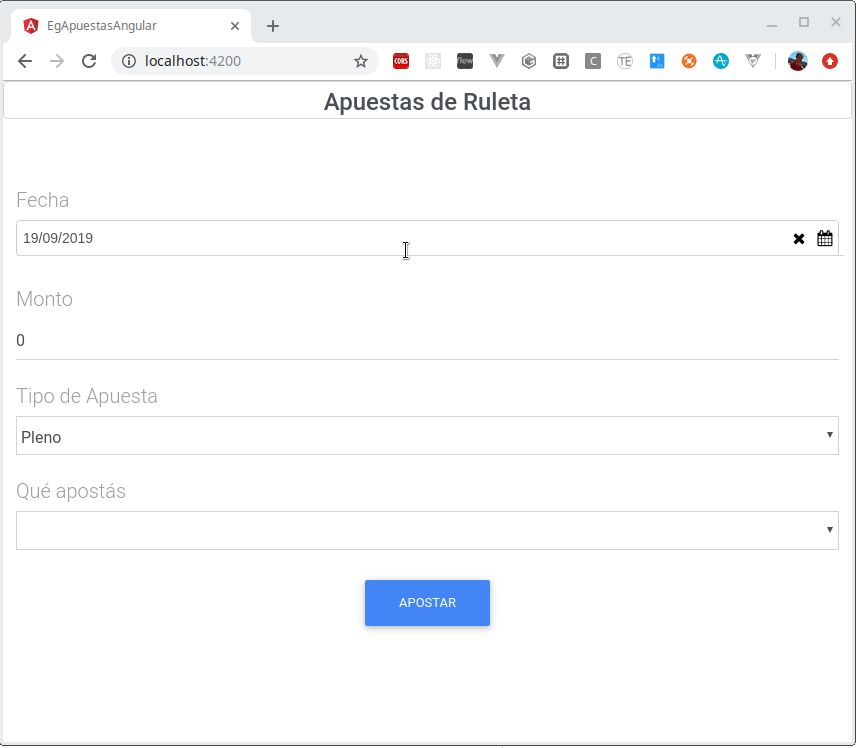 EgApuestasAngular
localhost:4200
CORS
flow
C
TE
Apuestas de Ruleta
Fecha
19/09/2019
Monto
0
Tipo de Apuesta
Pleno
Qué apostás
APOSTAR